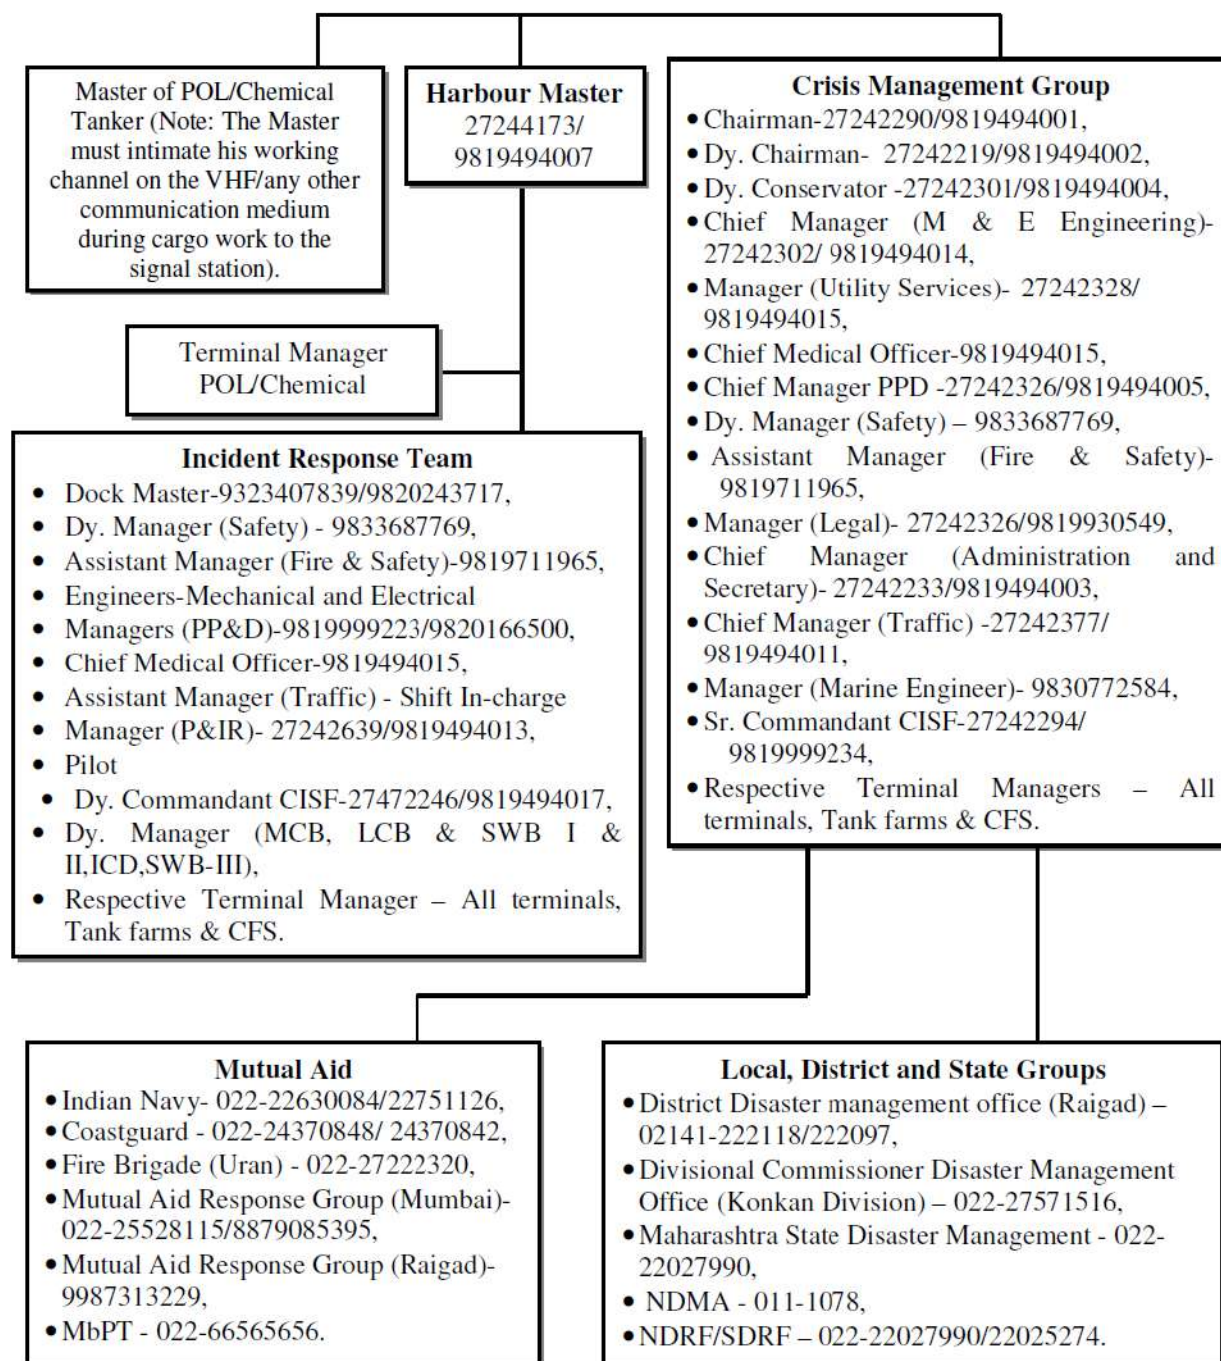 Master of POL/Chemical
Tanker (Note: The Master
must intimate his working
channel on the VHF/any other
communication medium
during cargo work to the
signal station).
Harbour Master
27244173/
9819494007
Crisis Management Group
•Chairman-27242290/9819494001,
•Dy. Chairman- 27242219/9819494002,
•Dy. Conservator -27242301/9819494004,
•Chief Manager (M & E Engineering)-
27242302/ 9819494014,
•Manager (Utility Services)- 27242328/
9819494015,
•Chief Medical Officer-9819494015,
•Chief Manager PPD -27242326/9819494005,
•Dy. Manager (Safety) – 9833687769,
• Assistant Manager (Fire & Safety)-
9819711965,
•Manager (Legal)- 27242326/9819930549,
•Chief Manager (Administration and
Secretary)- 27242233/9819494003,
•Chief Manager (Traffic) -27242377/
9819494011,
•Manager (Marine Engineer)- 9830772584,
•Sr. Commandant CISF-27242294/
9819999234,
•Respective Terminal Managers – All
terminals, Tank farms & CFS.
Terminal Manager
POL/Chemical
Incident Response Team
• Dock Master-9323407839/9820243717,
• Dy. Manager (Safety) - 9833687769,
• Assistant Manager (Fire & Safety)-9819711965,
• Engineers-Mechanical and Electrical
• Managers (PP&D)-9819999223/9820166500,
• Chief Medical Officer-9819494015,
• Assistant Manager (Traffic) - Shift In-charge
• Manager (P&IR)- 27242639/9819494013,
• Pilot
• Dy. Commandant CISF-27472246/9819494017,
• Dy. Manager (MCB, LCB & SWB I &
II,ICD,SWB-III),
• Respective Terminal Manager – All terminals,
Tank farms & CFS.
Mutual Aid
•Indian Navy- 022-22630084/22751126,
•Coastguard - 022-24370848/ 24370842,
•Fire Brigade (Uran) - 022-27222320,
•Mutual Aid Response Group (Mumbai)-
022-25528115/8879085395,
•Mutual Aid Response Group (Raigad)-
9987313229,
•MbPT - 022-66565656.
Local, District and State Groups
•District Disaster management office (Raigad) –
02141-222118/222097,
•Divisional Commissioner Disaster Management
Office (Konkan Division) – 022-27571516,
•Maharashtra State Disaster Management - 022-
22027990,
• NDMA - 011-1078,
•NDRF/SDRF – 022-22027990/22025274.